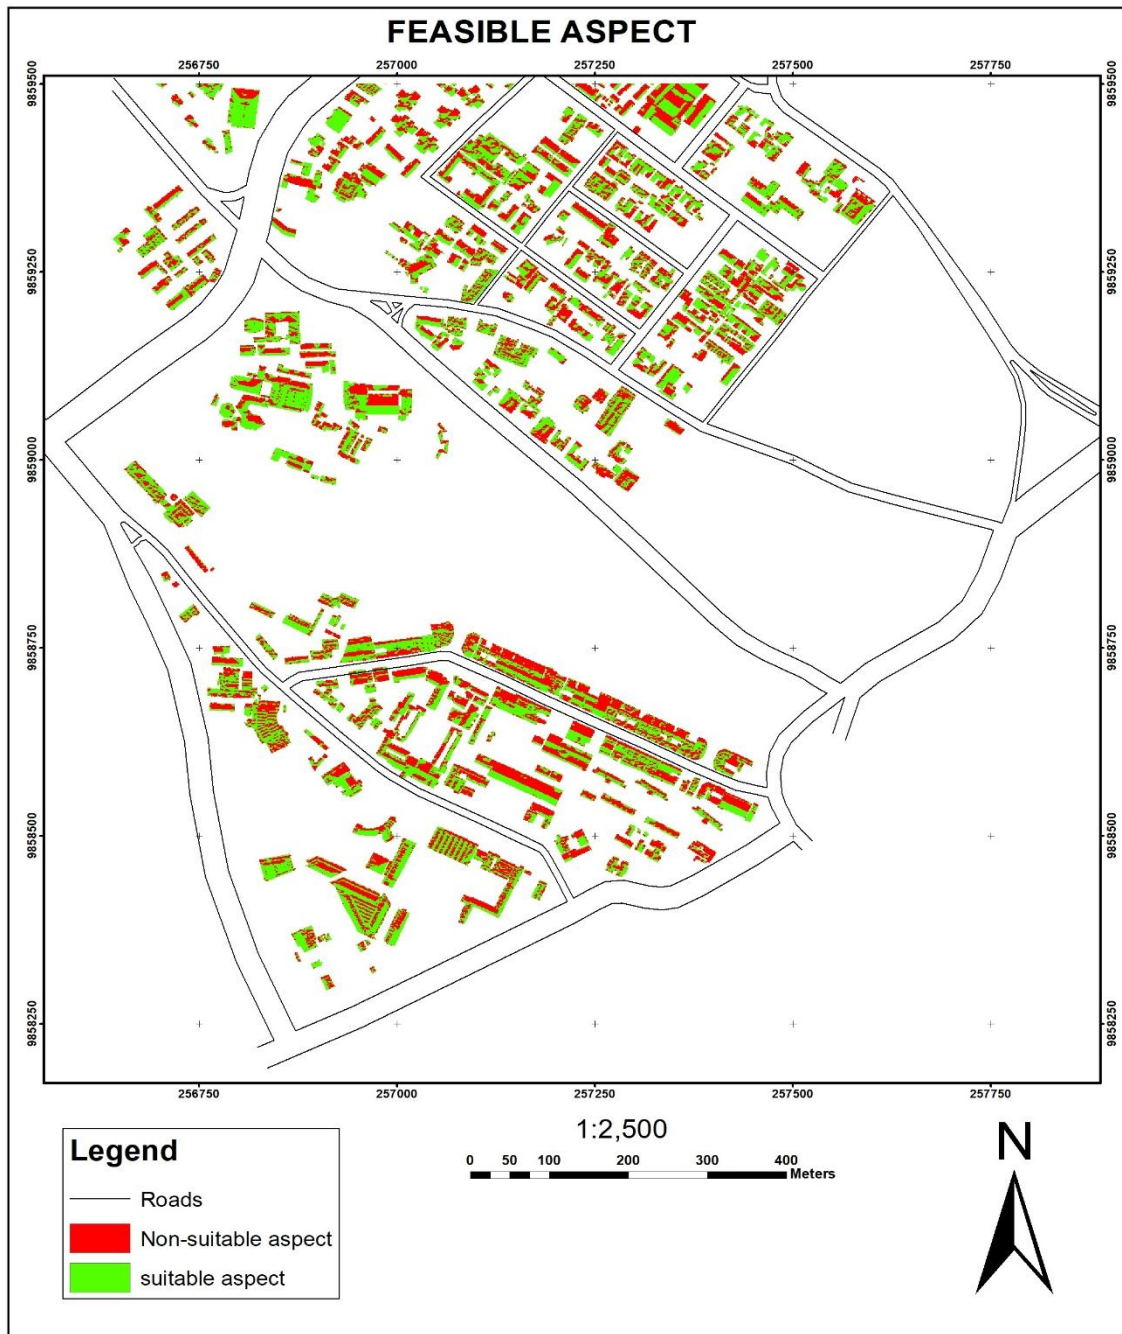 FEASIBLE ASPECT
256750 257000 257250 257500 257750
9859500 9859500
9859250 9859250
9859000 9859000
9858750 9858750
9858500 9858500
9858250 9858250
256750 257000 257250 257500 257750
1:2,500
0 50 100 200 300 400
Meters
N
Legend
Roads
Non-suitable aspect
suitable aspect